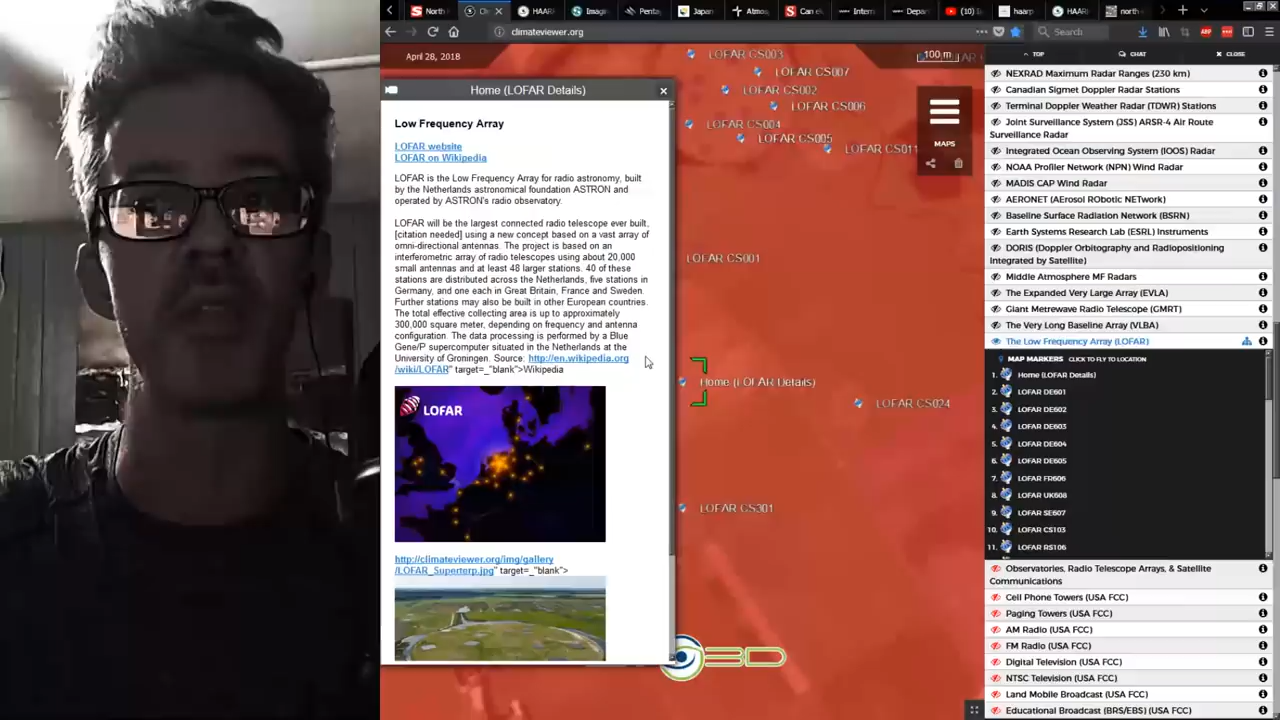 North
Cli
HAAR
Imagin
Pentag
Japan
Atmos
Can el
Intern
Depar
(10)
haarp
HAAR
north
climateviewer.org
Search
ABP
April 28, 2018
LOFAR CS003
LOFAR CS007
LOFAR CS002
LOFAR CS006
LOFAR CS004
LOFAR CS005
LOFAR CS011
LOFAR CS001
Home (LOFAR Details)
LOFAR CS024
LOFAR CS301
3D
100 m
MAPS
Home (LOFAR Details)
Low Frequency Array
LOFAR website
LOFAR on Wikipedia
LOFAR is the Low Frequency Array for radio astronomy, built
by the Netherlands astronomical foundation ASTRON and
operated by ASTRON's radio observatory.
LOFAR will be the largest connected radio telescope ever built,
[citation needed] using a new concept based on a vast array of
omni-directional antennas. The project is based on an
interferometric array of radio telescopes using about 20,000
small antennas and at least 48 larger stations. 40 of these
stations are distributed across the Netherlands, five stations in
Germany, and one each in Great Britain, France and Sweden.
Further stations may also be built in other European countries.
The total effective collecting area is up to approximately
300,000 square meter, depending on frequency and antenna
configuration. The data processing is performed by a Blue
Gene/P supercomputer situated in the Netherlands at the
University of Groningen. Source: http://en.wikipedia.org
/wiki/LOFAR" target=_"blank">Wikipedia
LOFAR
http://climateviewer.org/img/gallery
/LOFAR_Superterp.jpg" target=_"blank">
TOP
CHAT
CLOSE
NEXRAD Maximum Radar Ranges (230 km)
Canadian Sigmet Doppler Radar Stations
Terminal Doppler Weather Radar (TDWR) Stations
Joint Surveillance System (JSS) ARSR-4 Air Route
Surveillance Radar
Integrated Ocean Observing System (IOOS) Radar
NOAA Profiler Network (NPN) Wind Radar
MADIS CAP Wind Radar
AERONET (AErosol RObotic NETwork)
Baseline Surface Radiation Network (BSRN)
Earth Systems Research Lab (ESRL) Instruments
DORIS (Doppler Orbitography and Radiopositioning
Integrated by Satellite)
Middle Atmosphere MF Radars
The Expanded Very Large Array (EVLA)
Giant Metrewave Radio Telescope (GMRT)
The Very Long Baseline Array (VLBA)
The Low Frequency Array (LOFAR)
MAP MARKERS CLICK TO FLY TO LOCATION
1. Home (LOFAR Details)
2. LOFAR DE601
3. LOFAR DE602
4. LOFAR DE603
5. LOFAR DE604
6. LOFAR DE605
7. LOFAR FR606
8. LOFAR UK608
9. LOFAR SE607
10. LOFAR CS103
11. LOFAR RS106
Observatories, Radio Telescope Arrays, & Satellite
Communications
Cell Phone Towers (USA FCC)
Paging Towers (USA FCC)
AM Radio (USA FCC)
FM Radio (USA FCC)
Digital Television (USA FCC)
NTSC Television (USA FCC)
Land Mobile Broadcast (USA FCC)
Educational Broadcast (BRS/EBS) (USA FCC)